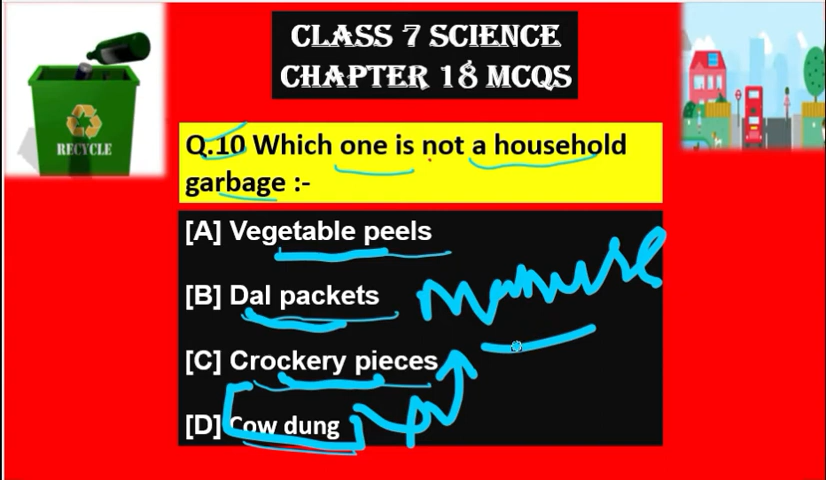 CLASS 7 SCIENCE
CHAPTER 18 MCQS
RECYCLE
Q.10 Which one is not a household
garbage :-
[A] Vegetable peels
[B] Dal packets
manure
[C] Crockery pieces
[D] Cow dung